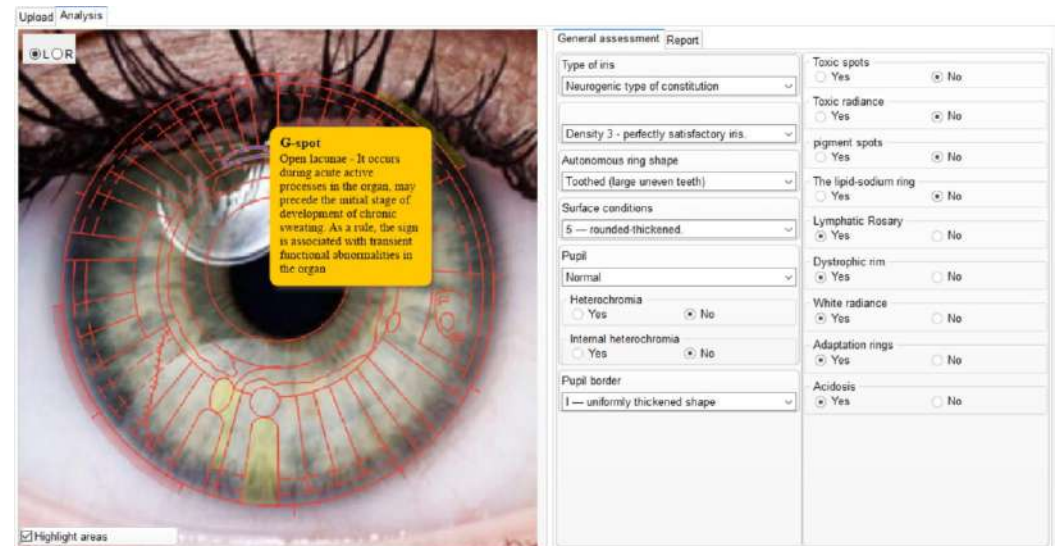 Upload Analysis
L R
G-spot
Open lacunae - It occurs
during acute active
processes in the organ, may
precede the initial stage of
development of chronic
sweating. As a rule, the sign
is associated with transient
functional abnormalities in
the organ
Highlight areas
General assessment Report
Type of iris
Neurogenic type of constitution
Density 3 - perfectly satisfactory iris.
Autonomous ring shape
Toothed (large uneven teeth)
Surface conditions
5 — rounded-thickened.
Pupil
Normal
Heterochromia
Yes No
Internal heterochromia
Yes No
Pupil border
I — uniformly thickened shape
Toxic spots
Yes No
Toxic radiance
Yes No
pigment spots
Yes No
The lipid-sodium ring
Yes No
Lymphatic Rosary
Yes No
Dystrophic rim
Yes No
White radiance
Yes No
Adaptation rings
Yes No
Acidosis
Yes No